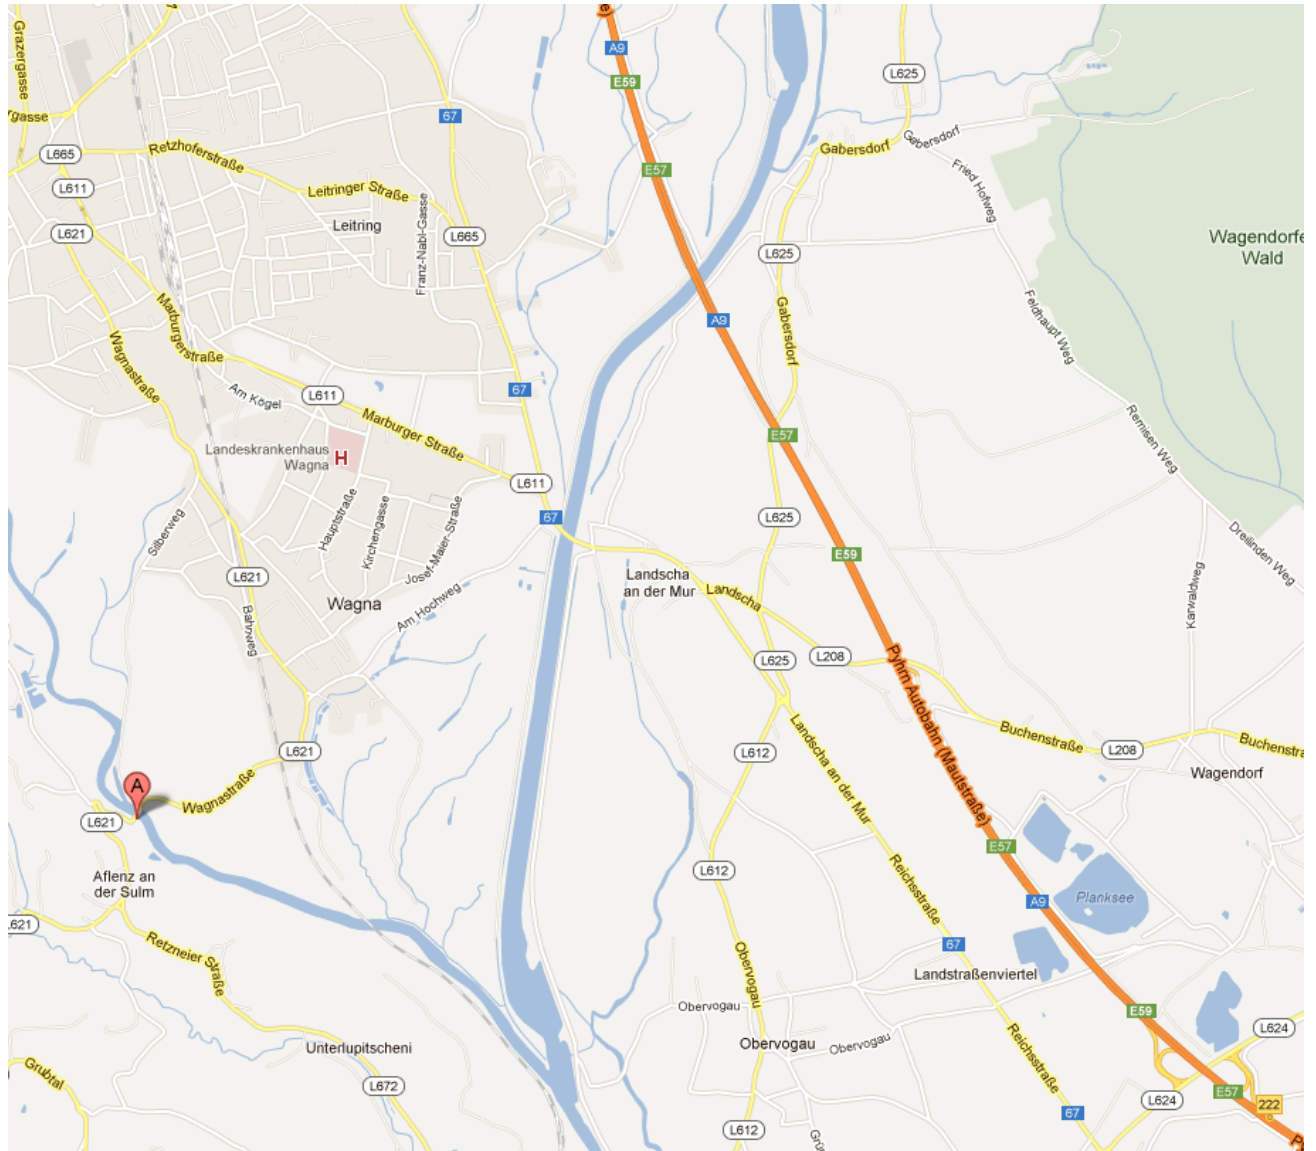 Grazergasse
e)
A9
E59
L625
67
rgasse
L665
Retzhoferstraße
E57
Gabersdorf
Gabersdorf
Fried Hofweg
L611
Leitringer Straße
Leitring
Franz-Nabl-Gasse
L621
L665
L625
Wagendorfe
Wald
Marburgerstraße
Wagnastraße
A9
Gabersdorf
Feldhaupt Weg
Am Kögel
L611
67
Marburger Straße
Remisen Weg
Landeskrankenhaus
Wagna
H
E57
L611
67
L625
Silberweg
Hauptstraße
Kirchengasse
Josef-Maier-Straße
Dreilinden Weg
E59
L621
Landscha
an der Mur
Landscha
Karwaldweg
Wagna
Am Hochweg
Bahnweg
L625
L208
Pyhrn Autobahn (Mautstraße)
L621
L612
Landscha an der Mur
Buchenstraße
L208
Buchenstra
Wagendorf
A
Wagnastraße
L621
E57
Aflenz an
der Sulm
L612
Reichsstraße
A9
Planksee
L621
Retzneier Straße
67
Obervogau
Landstraßenviertel
Obervogau
E59
L624
Unterlupitscheni
Obervogau
Obervogau
Reichsstraße
Grubtal
L672
L624
E57
222
67
L612
Grü
P